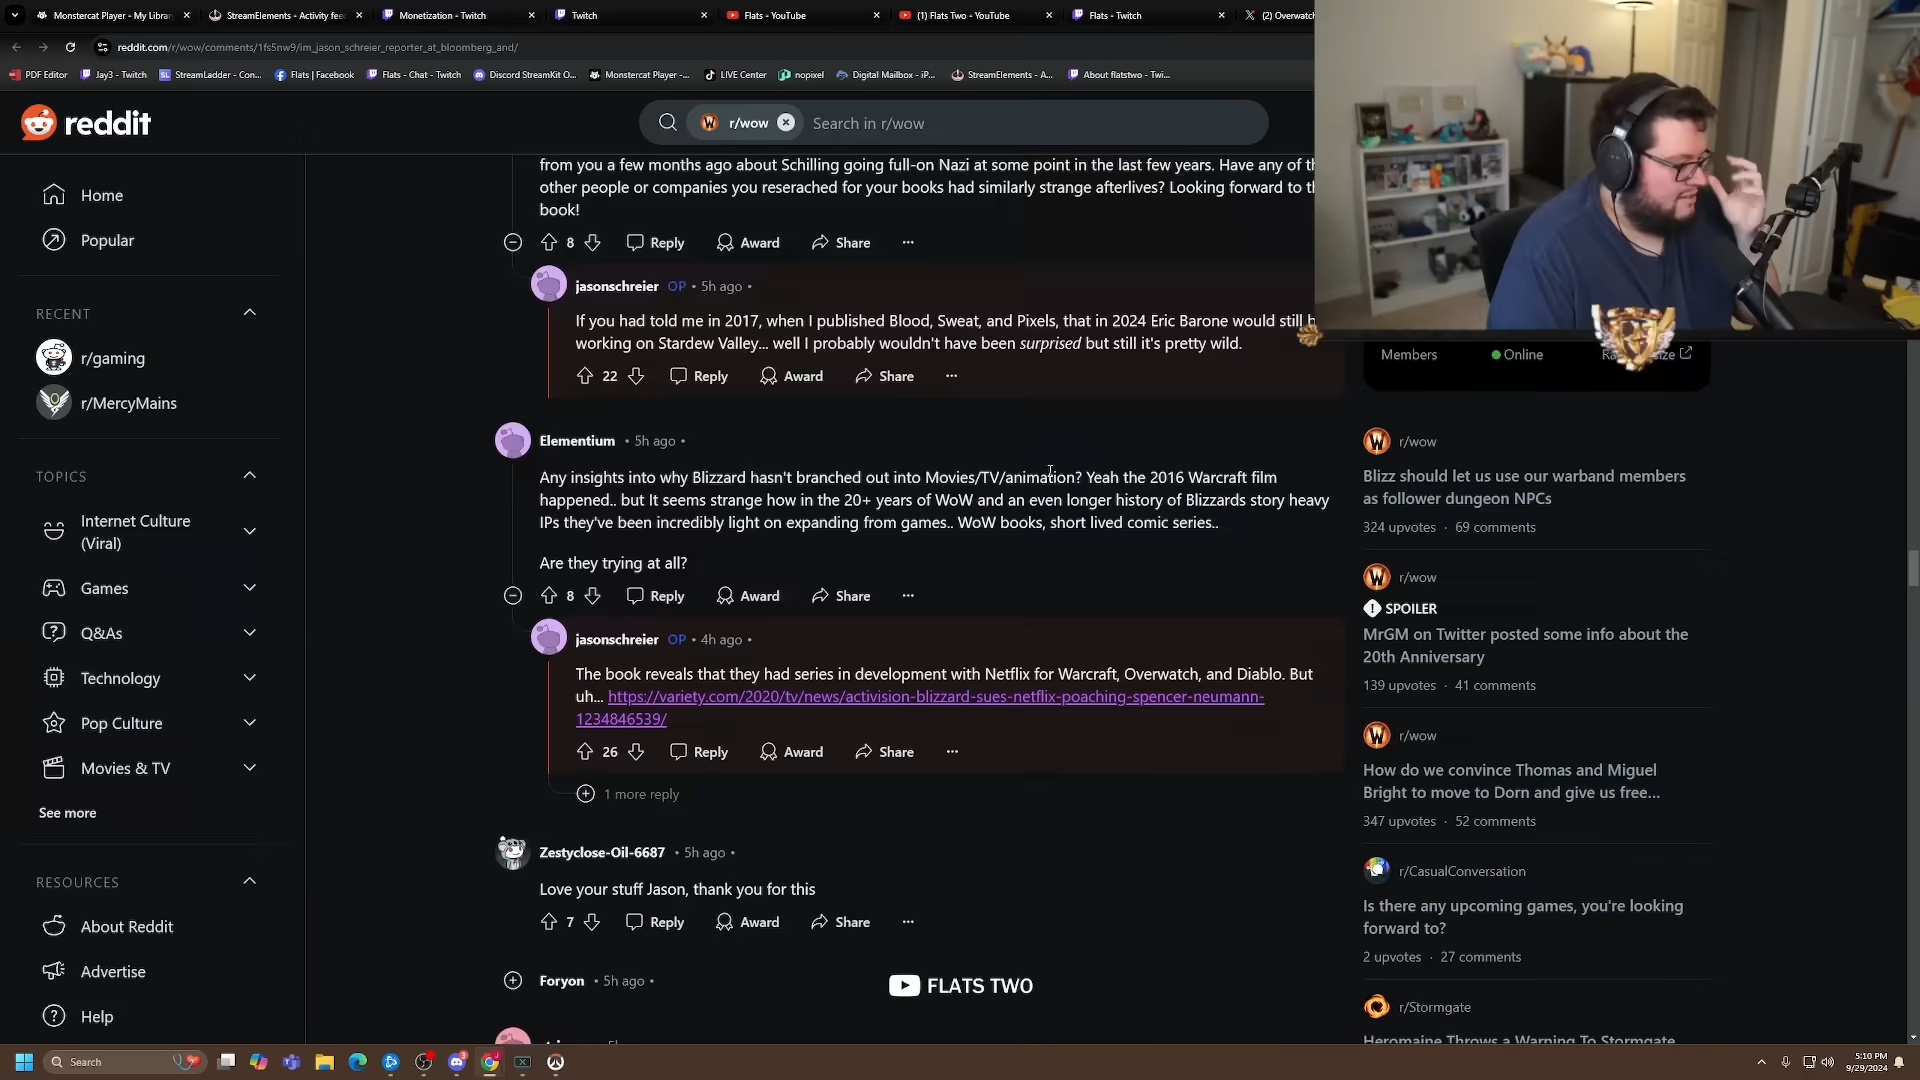 Monstercat Player - My Library
StreamElements - Activity fee
Monetization - Twitch
Twitch
Flats - YouTube
(1) Flats Two - YouTube
Flats - Twitch
(2) Overwatch
reddit.com/r/wow/comments/1fs5nw9/im_jason_schreier_reporter_at_bloomberg_and/
PDF Editor
Jay3 - Twitch
StreamLadder - Con...
Flats | Facebook
Flats - Chat - Twitch
Discord StreamKit O...
Monstercat Player -...
LIVE Center
nopixel
Digital Mailbox - iP...
StreamElements - A...
About flatstwo - Twi...
reddit
r/wow
Search in r/wow
Home
Popular
RECENT
r/gaming
r/MercyMains
TOPICS
Internet Culture
(Viral)
Games
Q&As
Technology
Pop Culture
Movies & TV
See more
RESOURCES
About Reddit
Advertise
Help
from you a few months ago about Schilling going full-on Nazi at some point in the last few years. Have any of
other people or companies you reserached for your books had similarly strange afterlives? Looking forward to
book!
8 Reply Award Share ...
jasonschreier OP • 5h ago •
If you had told me in 2017, when I published Blood, Sweat, and Pixels, that in 2024 Eric Barone would still
working on Stardew Valley... well I probably wouldn't have been surprised but still it's pretty wild.
22 Reply Award Share ...
Elementium • 5h ago •
Any insights into why Blizzard hasn't branched out into Movies/TV/animation? Yeah the 2016 Warcraft film
happened.. but It seems strange how in the 20+ years of WoW and an even longer history of Blizzards story heavy
IPs they've been incredibly light on expanding from games.. WoW books, short lived comic series..
Are they trying at all?
8 Reply Award Share ...
jasonschreier OP • 4h ago •
The book reveals that they had series in development with Netflix for Warcraft, Overwatch, and Diablo. But
uh... https://variety.com/2020/tv/news/activision-blizzard-sues-netflix-poaching-spencer-neumann-
1234846539/
26 Reply Award Share ...
1 more reply
Zestyclose-Oil-6687 • 5h ago •
Love your stuff Jason, thank you for this
7 Reply Award Share ...
Foryon • 5h ago •
FLATS TWO
Members
Online
r/wow
Blizz should let us use our warband members
as follower dungeon NPCs
324 upvotes · 69 comments
r/wow
SPOILER
MrGM on Twitter posted some info about the
20th Anniversary
139 upvotes · 41 comments
r/wow
How do we convince Thomas and Miguel
Bright to move to Dorn and give us free...
347 upvotes · 52 comments
r/CasualConversation
Is there any upcoming games, you're looking
forward to?
2 upvotes · 27 comments
r/Stormgate
Heromaine Throws a Warning To Stormgate
Search
5:10 PM
9/29/2024